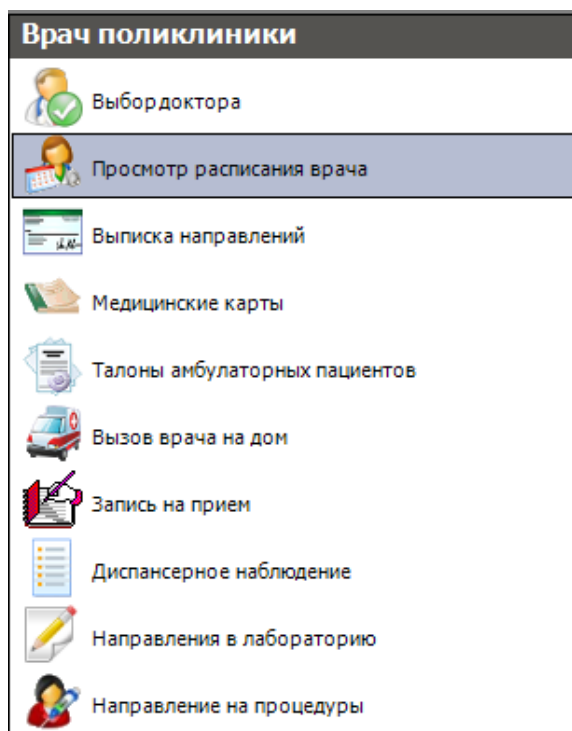 Врач поликлиники
Выбор доктора
Просмотр расписания врача
Выписка направлений
Медицинские карты
Талоны амбулаторных пациентов
Вызов врача на дом
Запись на прием
Диспансерное наблюдение
Направления в лабораторию
Направление на процедуры